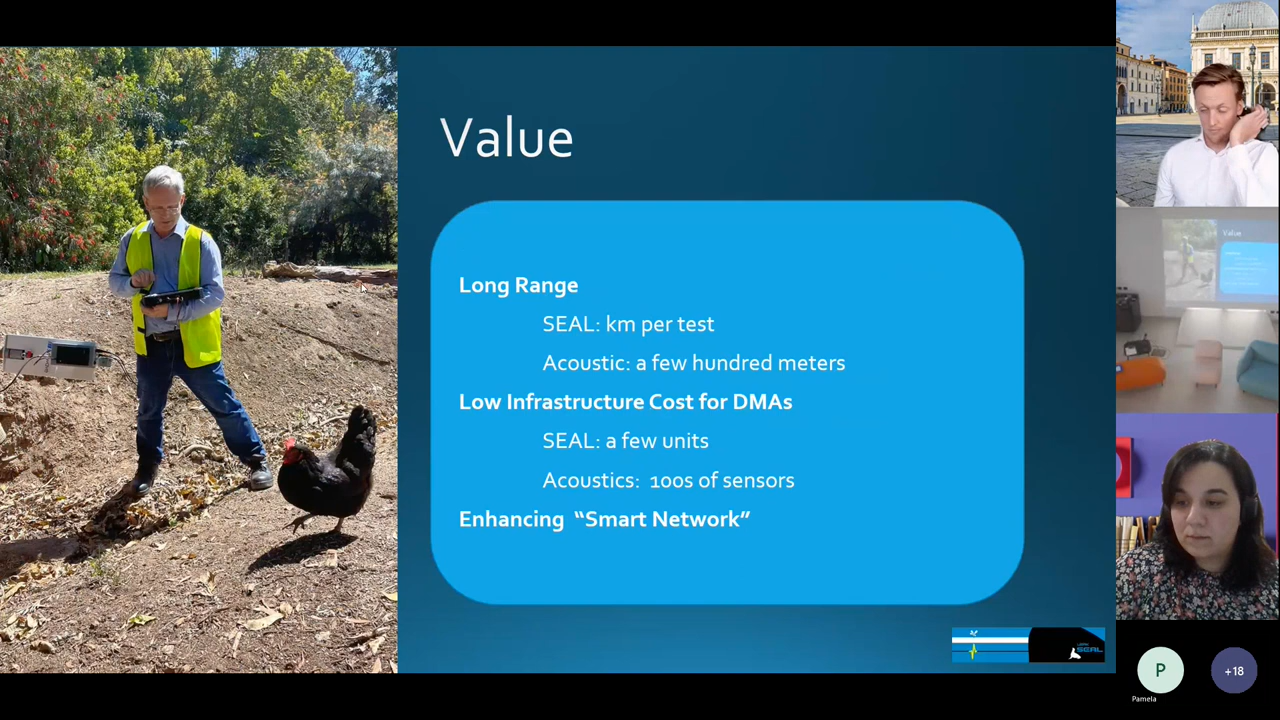 Value
Long Range
SEAL: km per test
Acoustic: a few hundred meters
Low Infrastructure Cost for DMAs
SEAL: a few units
Acoustics:  100s of sensors
Enhancing  “Smart Network”
SEAL
Value
P
+18
Pamela